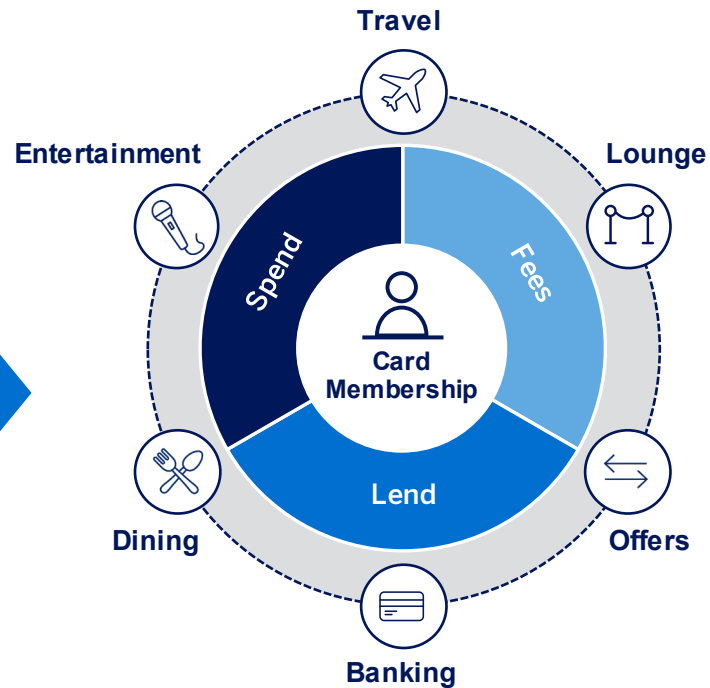 Travel
Entertainment
Lounge
Spend
Fees
Card
Membership
Lend
Dining
Offers
Banking